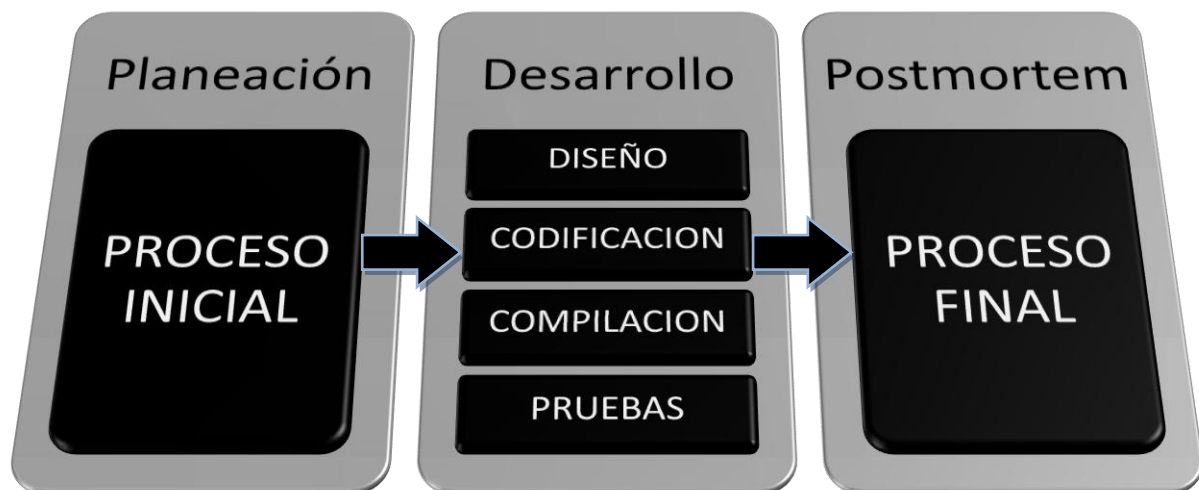 Planeación
PROCESO
INICIAL
Desarrollo
DISEÑO
CODIFICACION
COMPILACION
PRUEBAS
Postmortem
PROCESO
FINAL